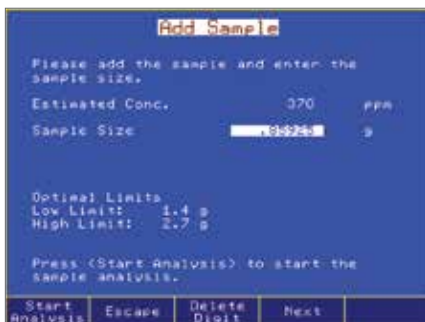 Add Sample
Please add the sample and enter the
sample size.
Estimated Conc. 370 ppm
Sample Size g
Optimal Limits
Low Limit: 1.4 g
High Limit: 2.7 g
Press (Start Analysis) to start the
sample analysis.
Start Analysis Escape Delete Digit Next